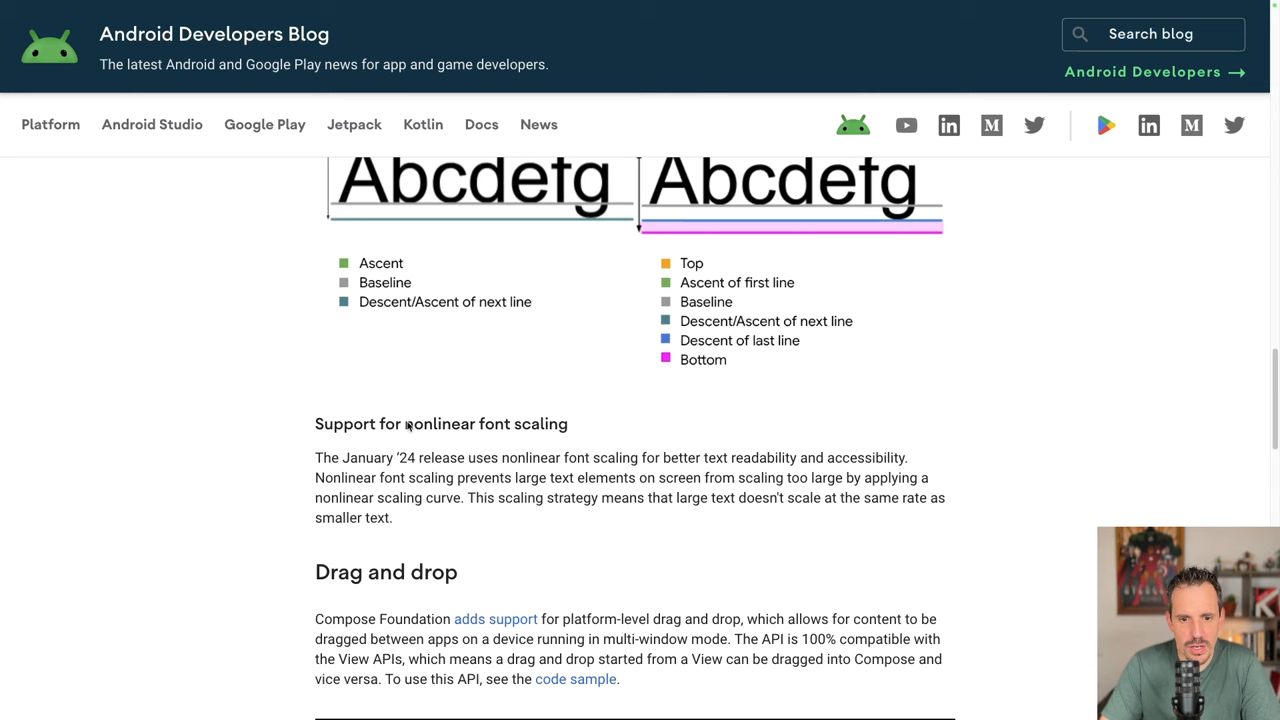 Android Developers Blog
Search blog
The latest Android and Google Play news for app and game developers.
Android Developers →
Platform Android Studio Google Play Jetpack Kotlin Docs News
Abcdefg Abcdefg
Ascent
Baseline
Descent/Ascent of next line
Top
Ascent of first line
Baseline
Descent/Ascent of next line
Descent of last line
Bottom
Support for nonlinear font scaling
The January ‘24 release uses nonlinear font scaling for better text readability and accessibility.
Nonlinear font scaling prevents large text elements on screen from scaling too large by applying a
nonlinear scaling curve. This scaling strategy means that large text doesn't scale at the same rate as
smaller text.
Drag and drop
Compose Foundation adds support for platform-level drag and drop, which allows for content to be
dragged between apps on a device running in multi-window mode. The API is 100% compatible with
the View APIs, which means a drag and drop started from a View can be dragged into Compose and
vice versa. To use this API, see the code sample.